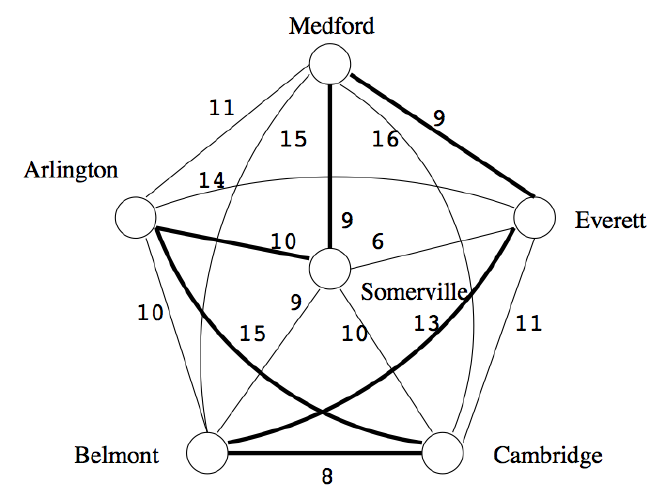 Medford
11
9
15
16
Arlington
14
Everett
9
10
6
Somerville
9
10
15
10
13
11
Belmont
Cambridge
8